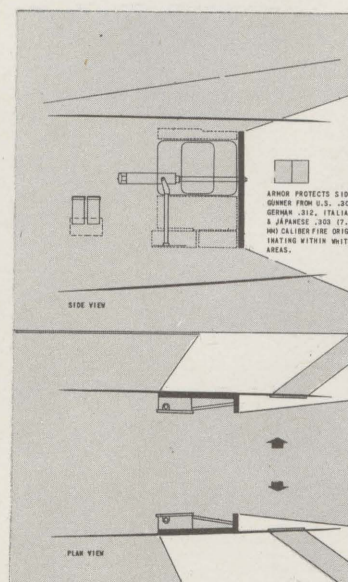 ARMOR PROTECTS
GUNNER FROM U.S.
GERMAN .312,
& JAPANESE .303
MM) CALIBER FIRE
INATING WITHIN
AREAS.
SIDE VIEW
PLAN VIEW